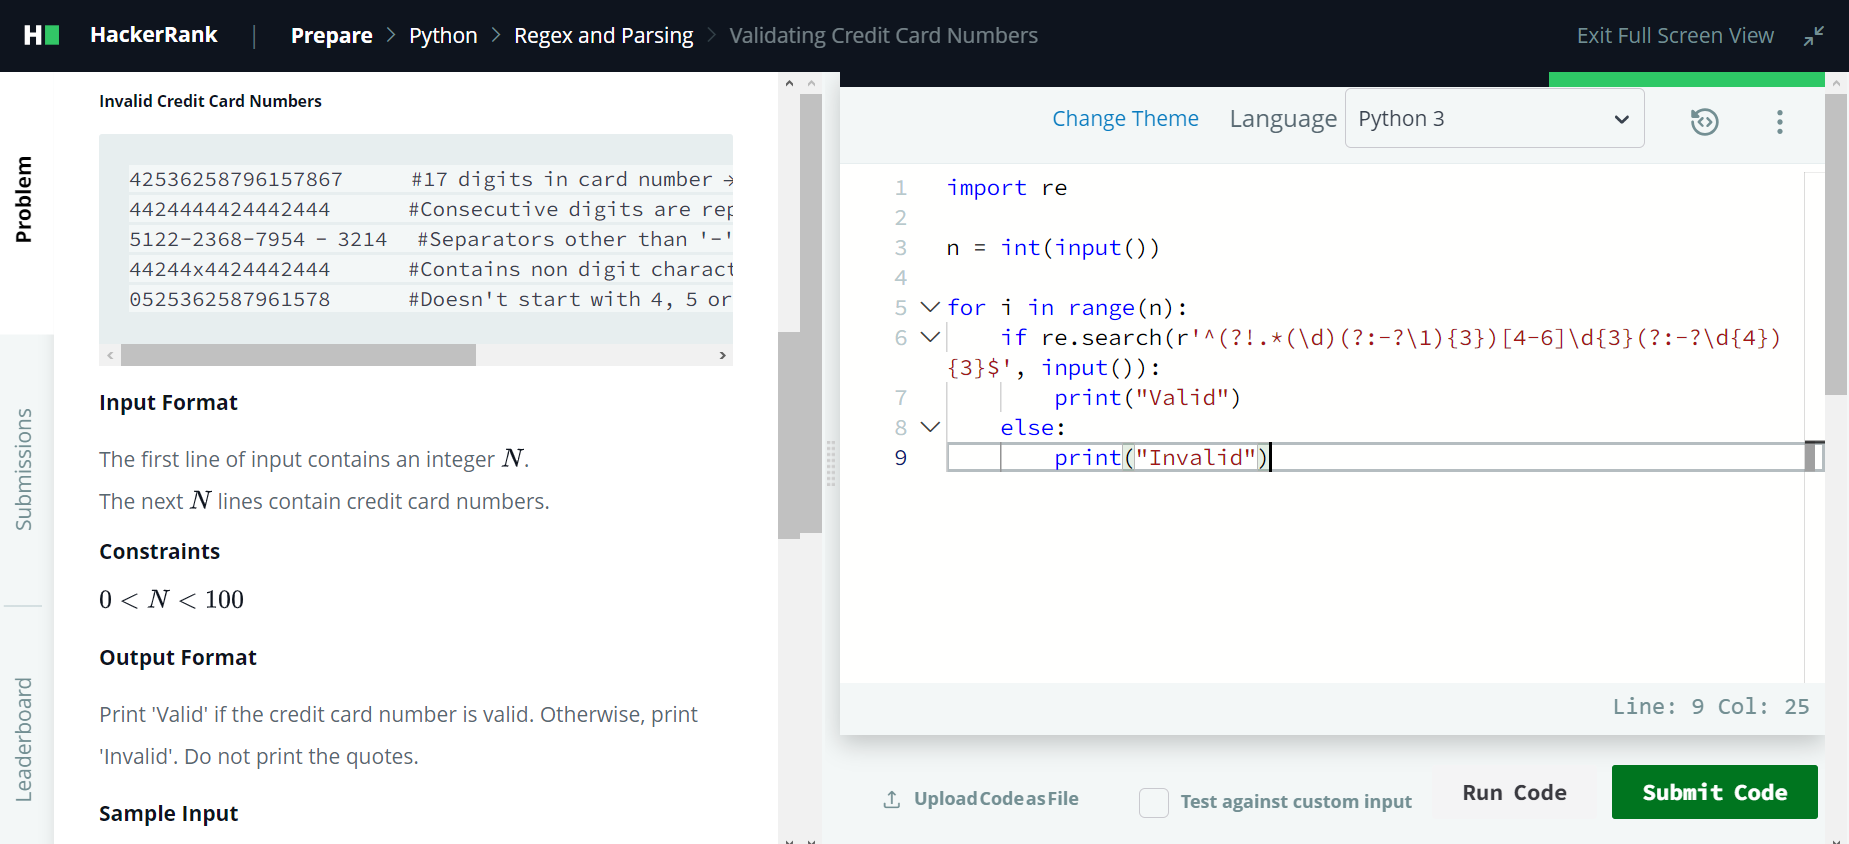 HackerRank | Prepare > Python > Regex and Parsing > Validating Credit Card Numbers
Exit Full Screen View
Problem
Submissions
Leaderboard
Invalid Credit Card Numbers
42536258796157867 #17 digits in card number →
4424444424442444 #Consecutive digits are rep
5122-2368-7954 - 3214 #Separators other than '-'
44244x4424442444 #Contains non digit charact
0525362587961578 #Doesn't start with 4, 5 or
Input Format
The first line of input contains an integer N.
The next N lines contain credit card numbers.
Constraints
0 < N < 100
Output Format
Print 'Valid' if the credit card number is valid. Otherwise, print
'Invalid'. Do not print the quotes.
Sample Input
Change Theme Language Python 3
1 import re
2
3 n = int(input())
4
5 for i in range(n):
6 if re.search(r'^(?!.*(\d)(?:-?\1){3})[4-6]\d{3}(?:-?\d{4})
{3}$', input()):
7 print("Valid")
8 else:
9 print("Invalid")
Line: 9 Col: 25
Upload Code as File
Test against custom input
Run Code
Submit Code